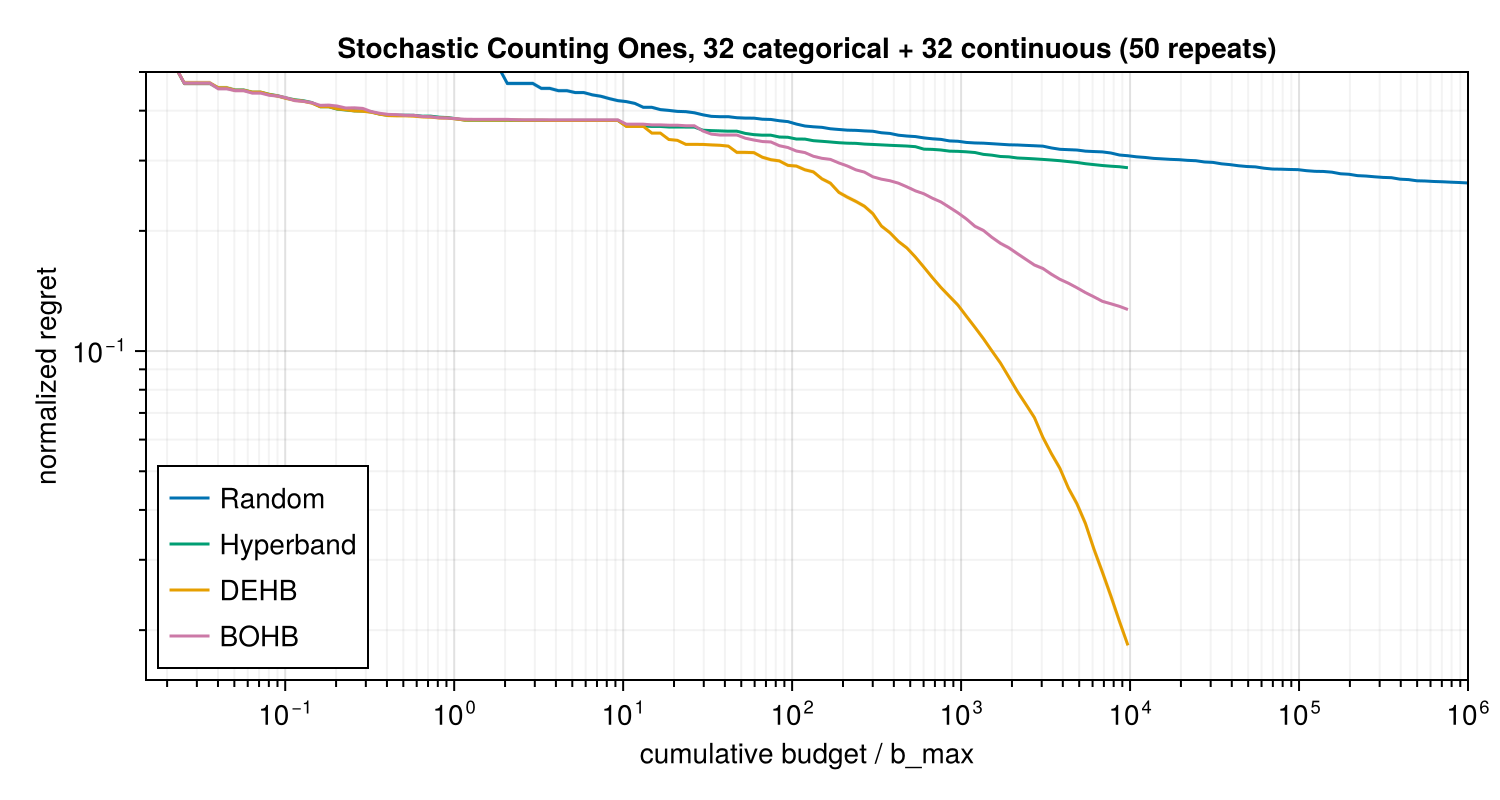 Stochastic Counting Ones, 32 categorical + 32 continuous (50 repeats)
normalized regret
10⁻¹
Random
Hyperband
DEHB
BOHB
10⁻¹ 10⁰ 10¹ 10² 10³ 10⁴ 10⁵ 10⁶
cumulative budget / b_max